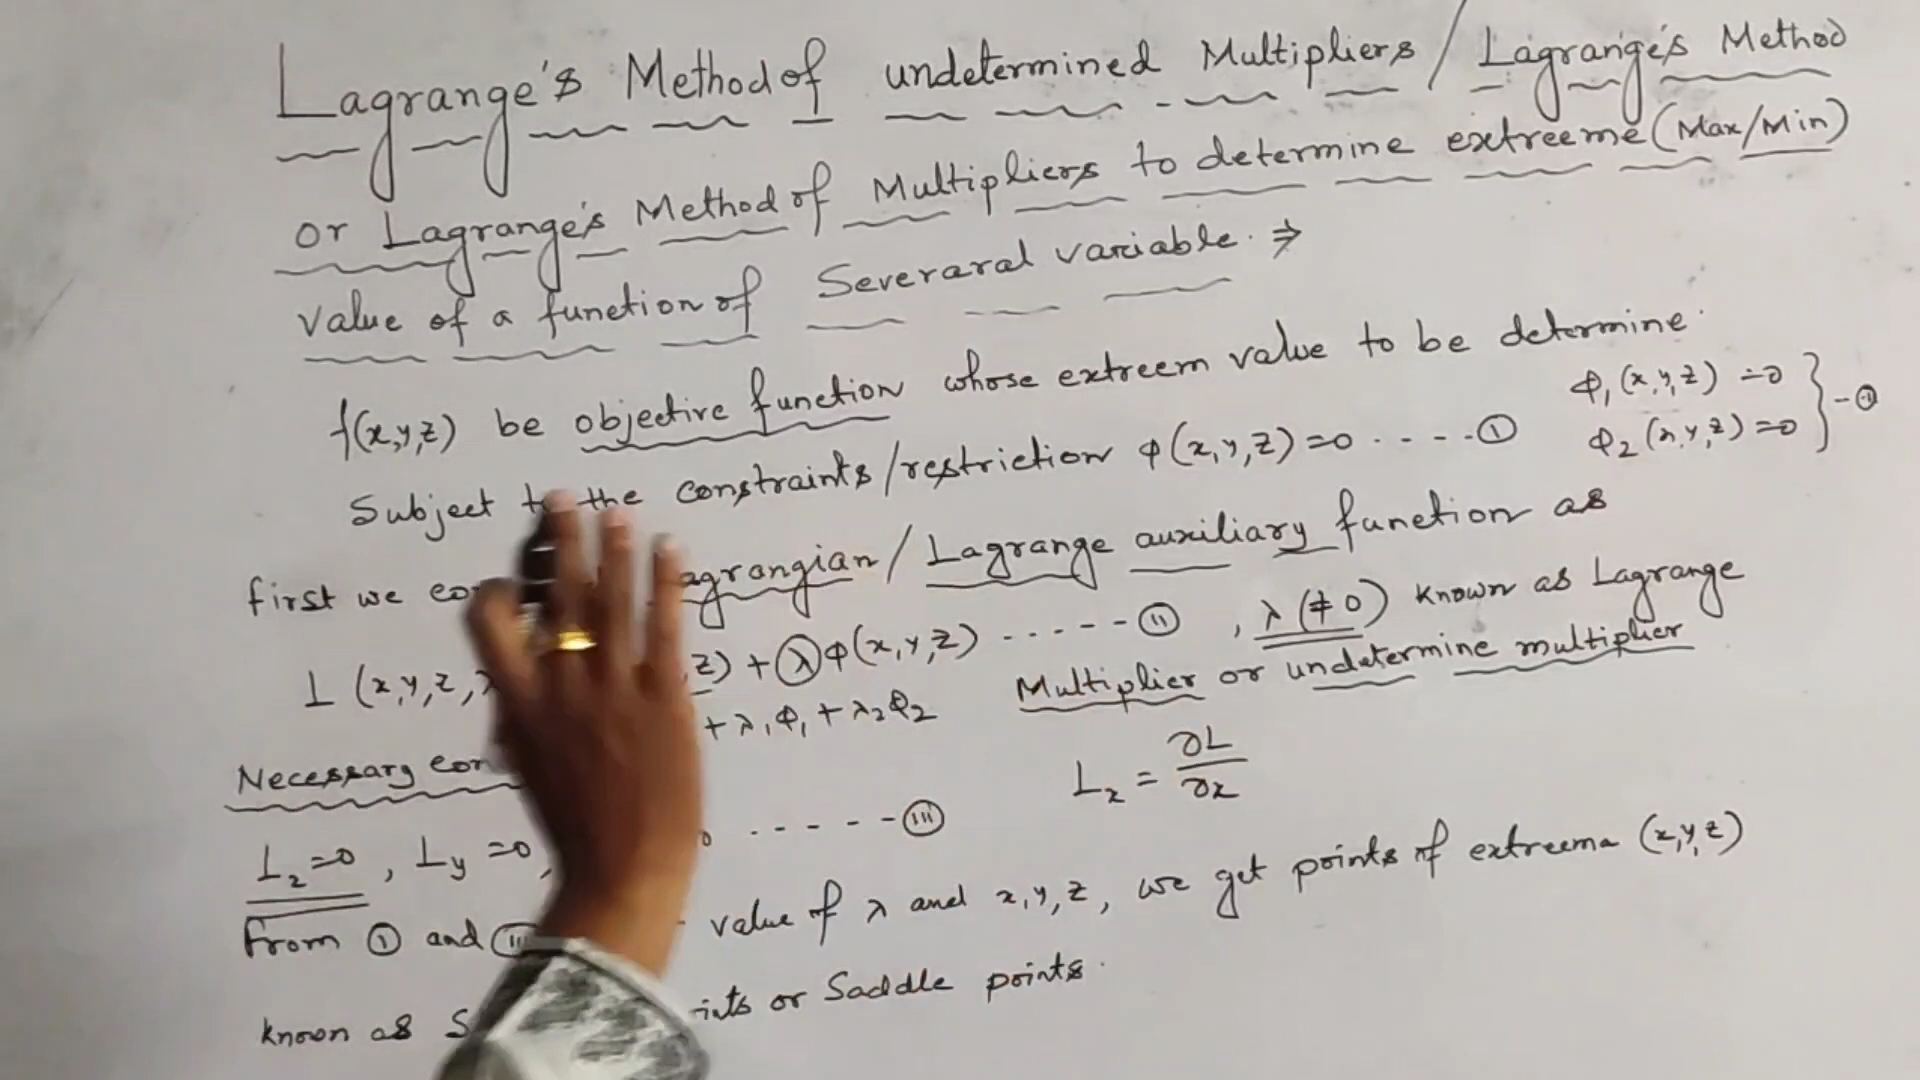 Lagrange's Method of undetermined Multipliers / Lagrange's Method
or Lagrange's Method of Multipliers to determine extreeme (Max/Min)
value of a function of Severaral variable. ⇒
f(x,y,z) be objective function whose extreem value to be determine.
φ₁(x,y,z) = 0
Subject to the constraints/restriction φ(x,y,z)=0 ----- ①
φ₂(x,y,z)=0 } -①
first we agrangian / Lagrange auxiliary function as
L (x,y,z, z) + λφ(x,y,z) ------ ⑪ , λ (≠0) known as Lagrange
+ λ₁φ₁ + λ₂φ₂
Multiplier or undetermine multiplier
Necessary
L_x = ∂L/∂x
L_x=0 , L_y =0, ------ ⑪⑪
From ① and value of λ and x,y,z, we get points of extreema (x,y,z)
known as or Saddle points.